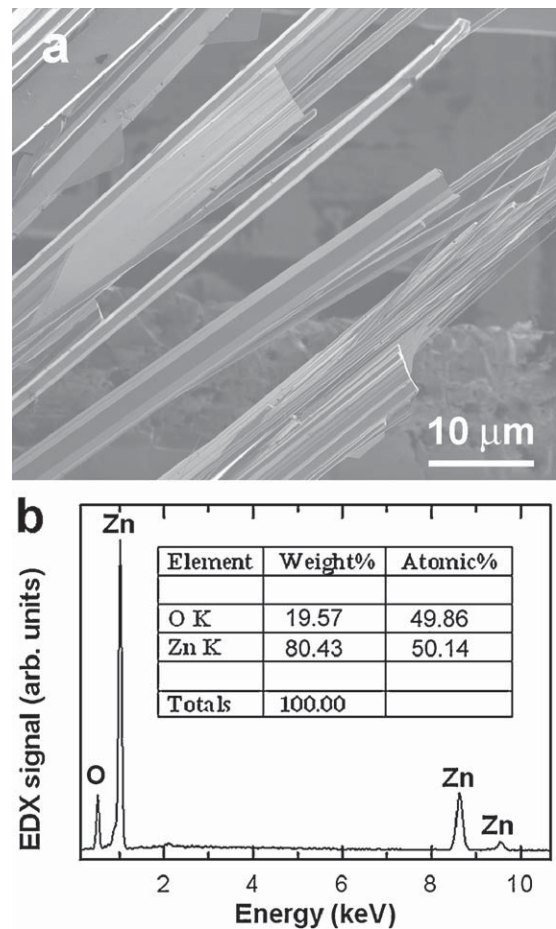 a
10 μm
b
Zn
Element Weight% Atomic%
O K 19.57 49.86
Zn K 80.43 50.14
Totals 100.00
O
Zn
Zn
EDX signal (arb. units)
2 4 6 8 10
Energy (keV)